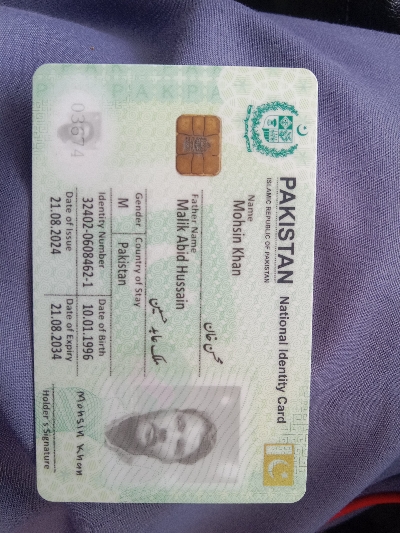 PAKISTAN National Identity Card
ISLAMIC REPUBLIC OF PAKISTAN
Name
Mohsin Khan
محسن خان
Father Name
Malik Abid Hussain
ملک عابد حسین
Gender Country of Stay
M Pakistan
Identity Number Date of Birth
32402-0608462-1 10.01.1996
Date of Issue Date of Expiry
21.08.2024 21.08.2034
Mohsin Khan
Holder's Signature